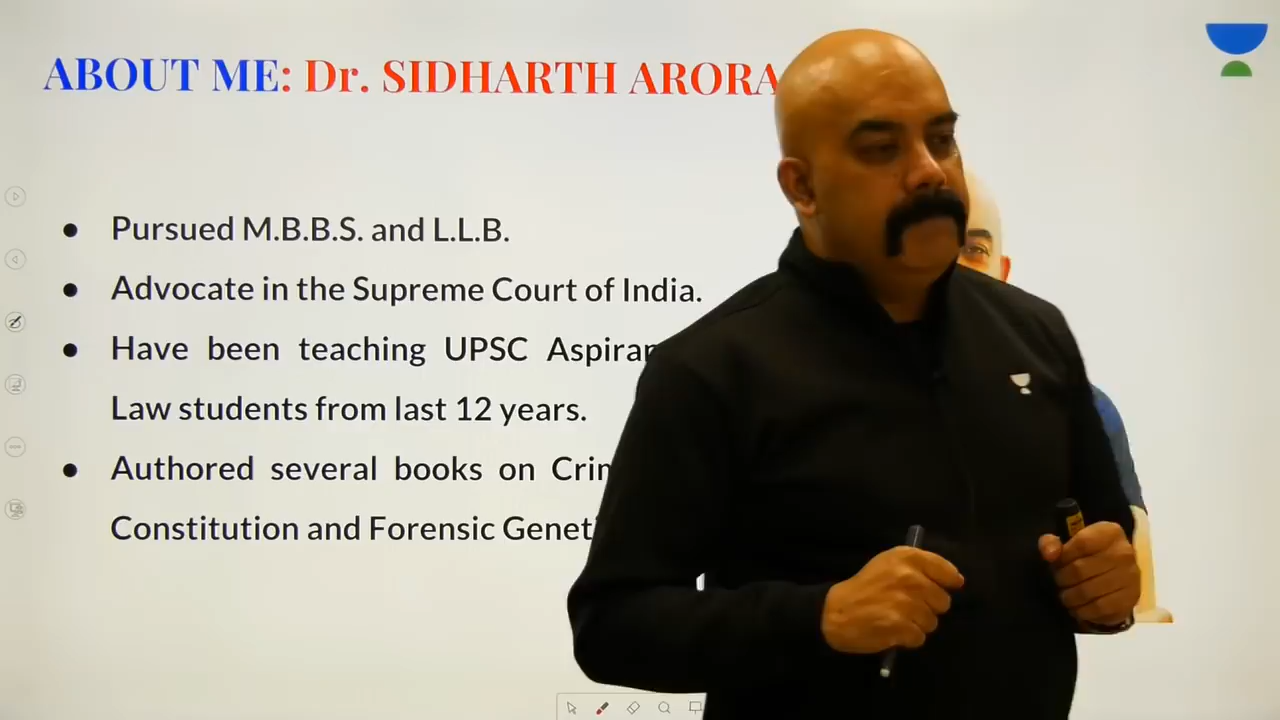 ABOUT ME: Dr. SIDHARTH ARORA
● Pursued M.B.B.S. and L.L.B.
● Advocate in the Supreme Court of India.
● Have been teaching UPSC
Law students from last 12 years.
● Authored several books on
Constitution and Forensic